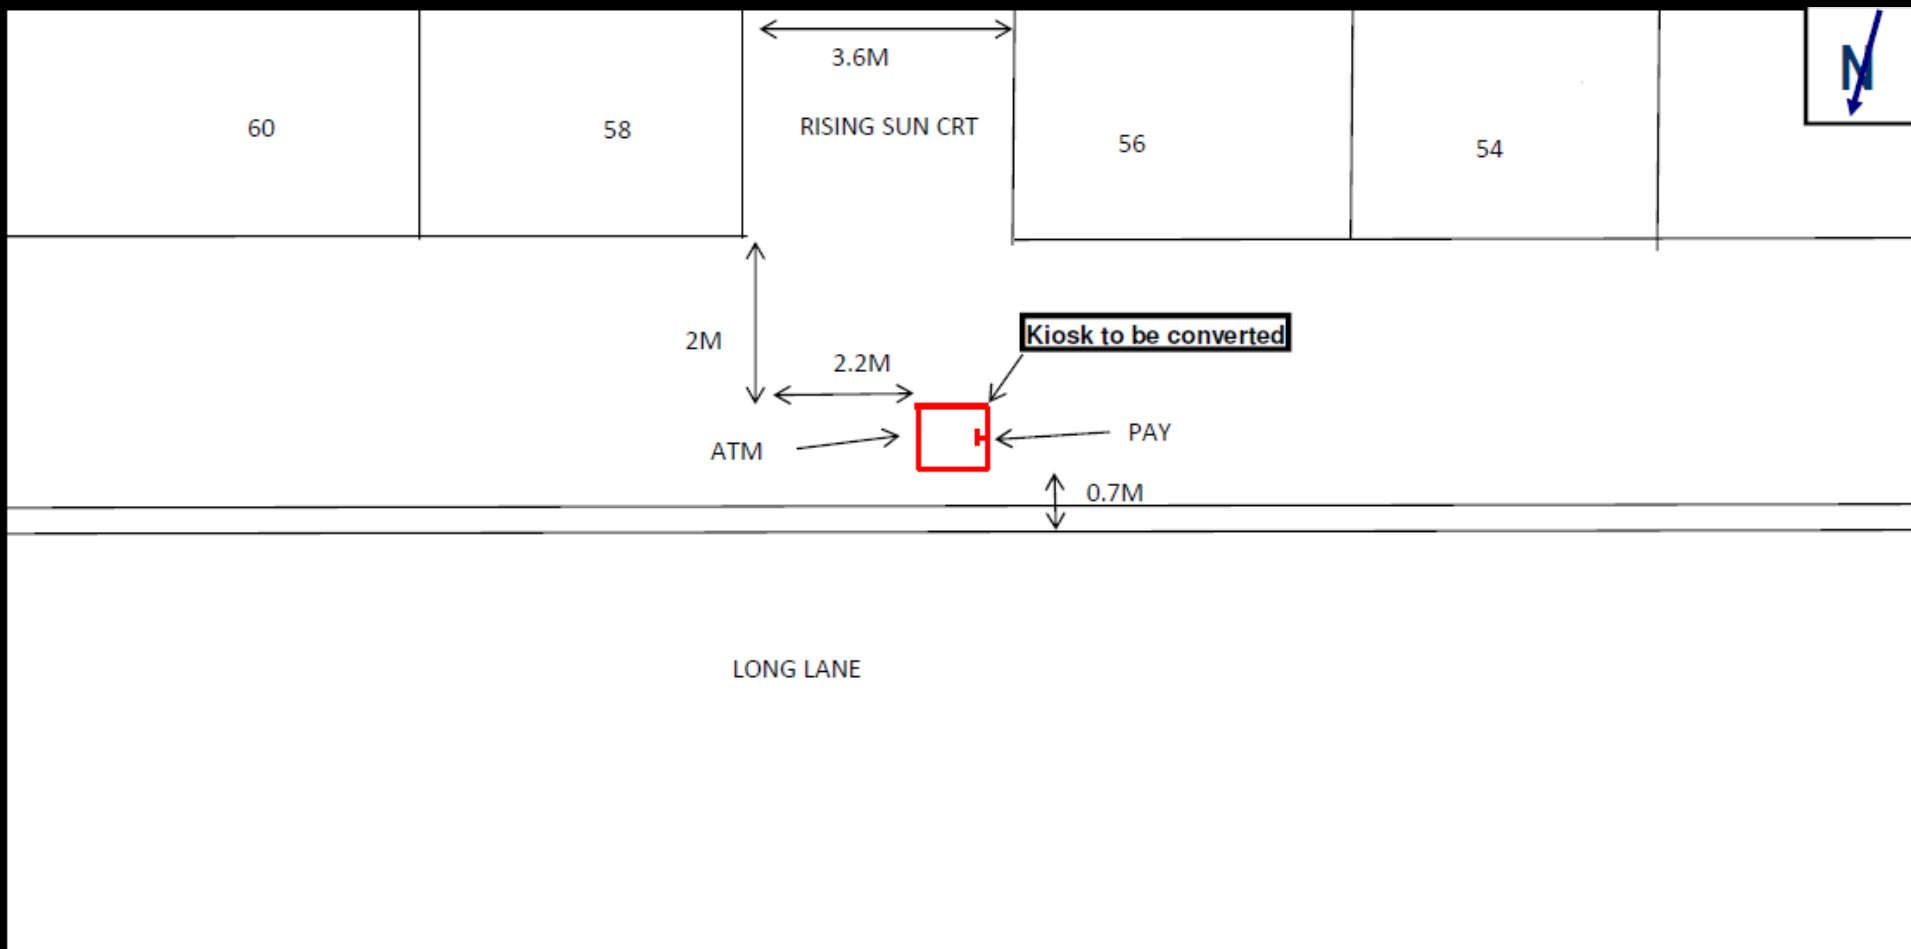 3.6M
N
60
58
RISING SUN CRT
56
54
Kiosk to be converted
2M
2.2M
ATM
PAY
0.7M
LONG LANE